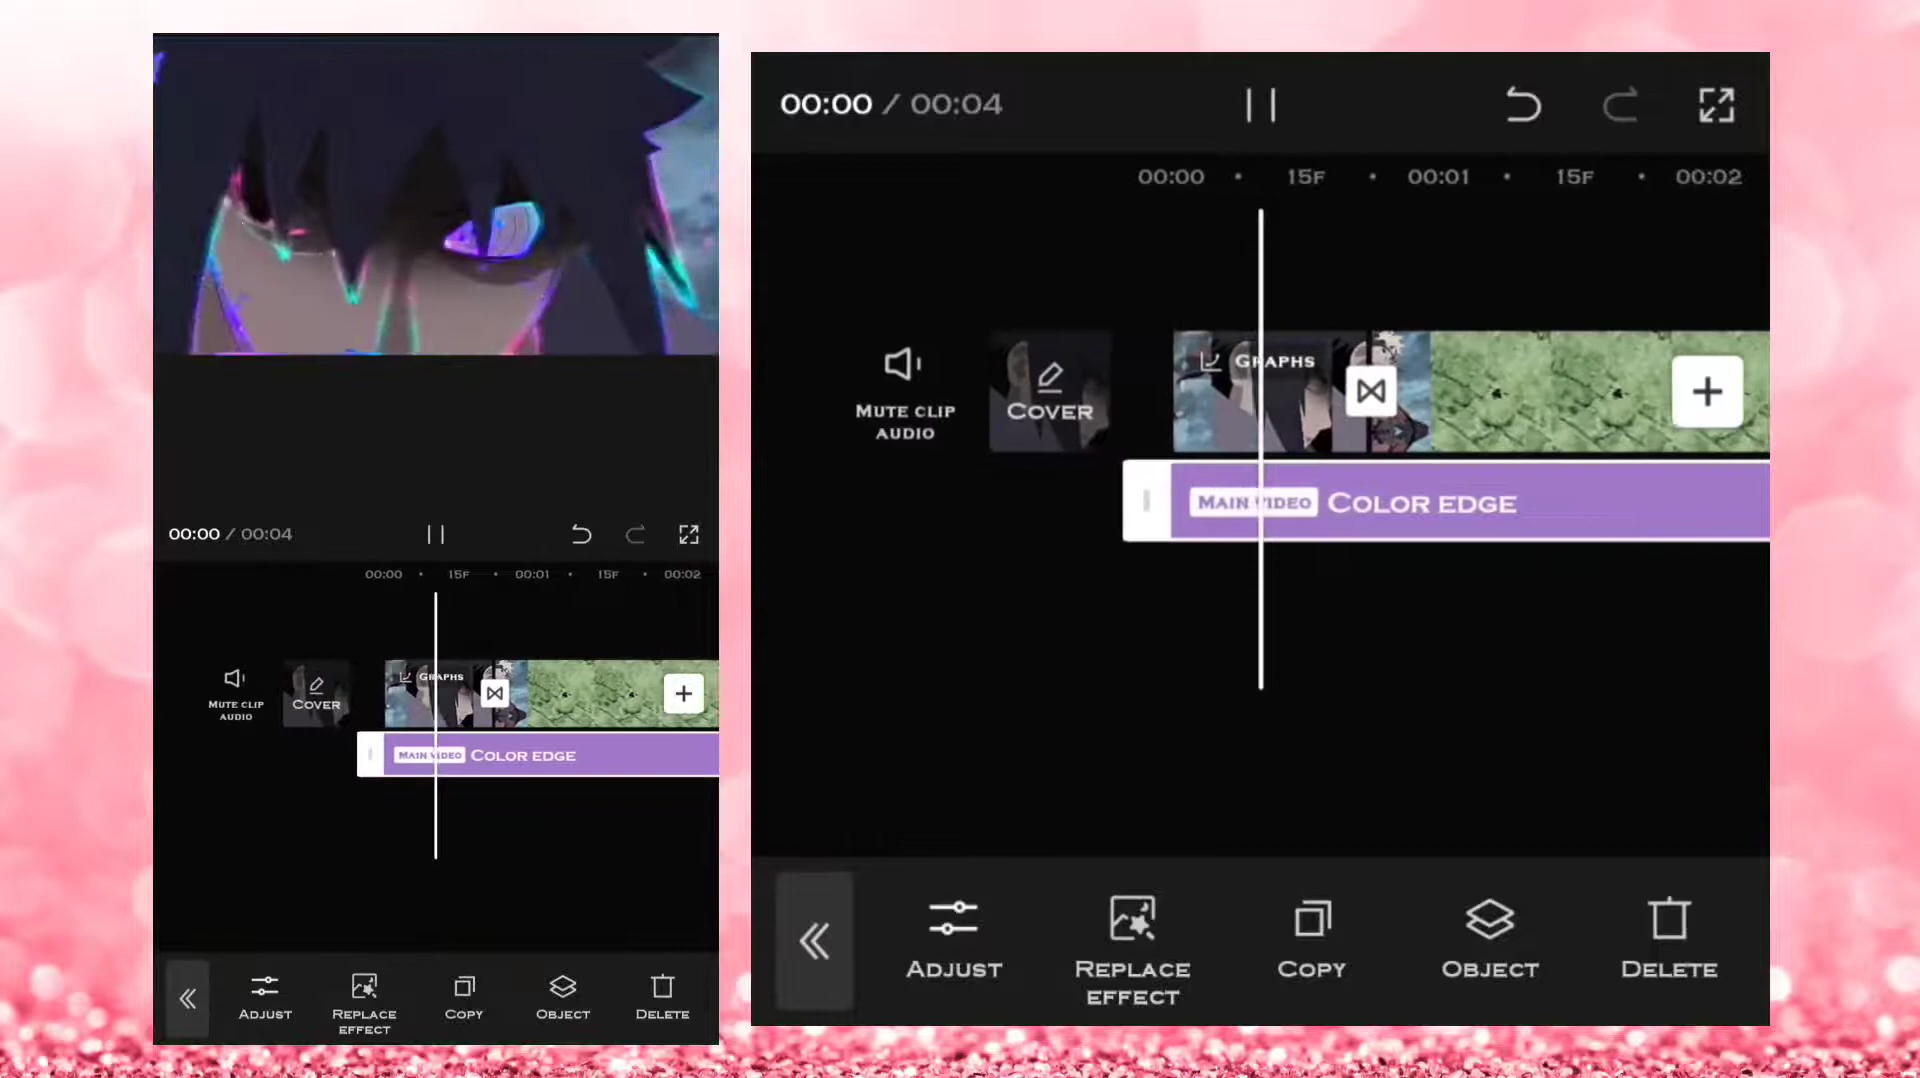 00:00 / 00:04
00:00 15F 00:01 15F 00:02
GRAPHS
MUTE CLIP
AUDIO
COVER
MAIN VIDEO COLOR EDGE
ADJUST
REPLACE
EFFECT
COPY
OBJECT
DELETE
00:00 / 00:04
00:00 15F 00:01 15F 00:02
GRAPHS
MUTE CLIP
AUDIO
COVER
MAIN VIDEO COLOR EDGE
ADJUST
REPLACE
EFFECT
COPY
OBJECT
DELETE